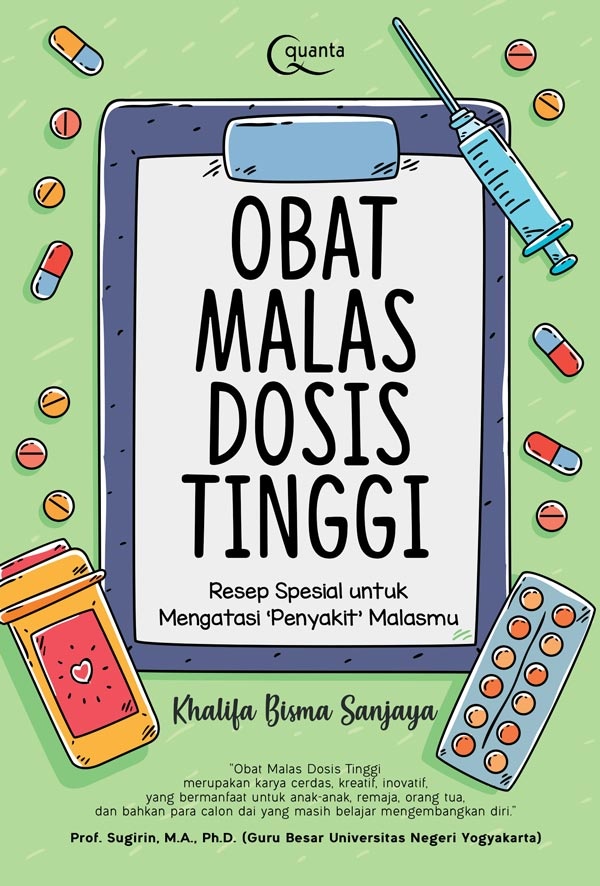 quanta
OBAT
MALAS
DOSIS
TINGGI
Resep Spesial untuk
Mengatasi ‘Penyakit’ Malasmu
Khalifa Bisma Sanjaya
"Obat Malas Dosis Tinggi
merupakan karya cerdas, kreatif, inovatif,
yang bermanfaat untuk anak-anak, remaja, orang tua,
dan bahkan para calon dai yang masih belajar mengembangkan diri."
Prof. Sugirin, M.A., Ph.D. (Guru Besar Universitas Negeri Yogyakarta)